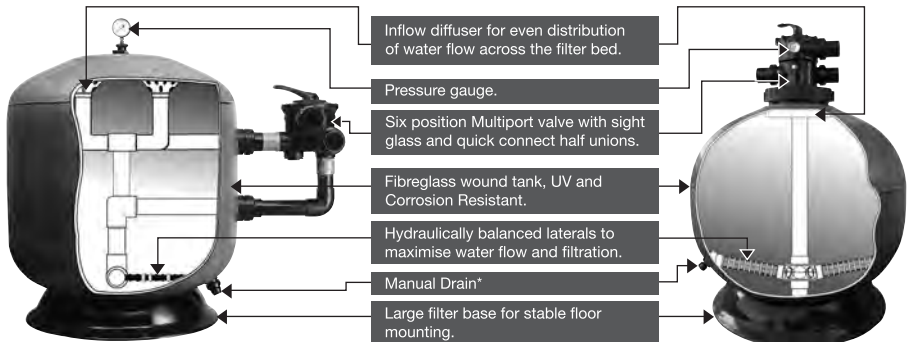 Inflow diffuser for even distribution
of water flow across the filter bed.
Pressure gauge.
Six position Multiport valve with sight
glass and quick connect half unions.
Fibreglass wound tank, UV and
Corrosion Resistant.
Hydraulically balanced laterals to
maximise water flow and filtration.
Manual Drain*
Large filter base for stable floor
mounting.